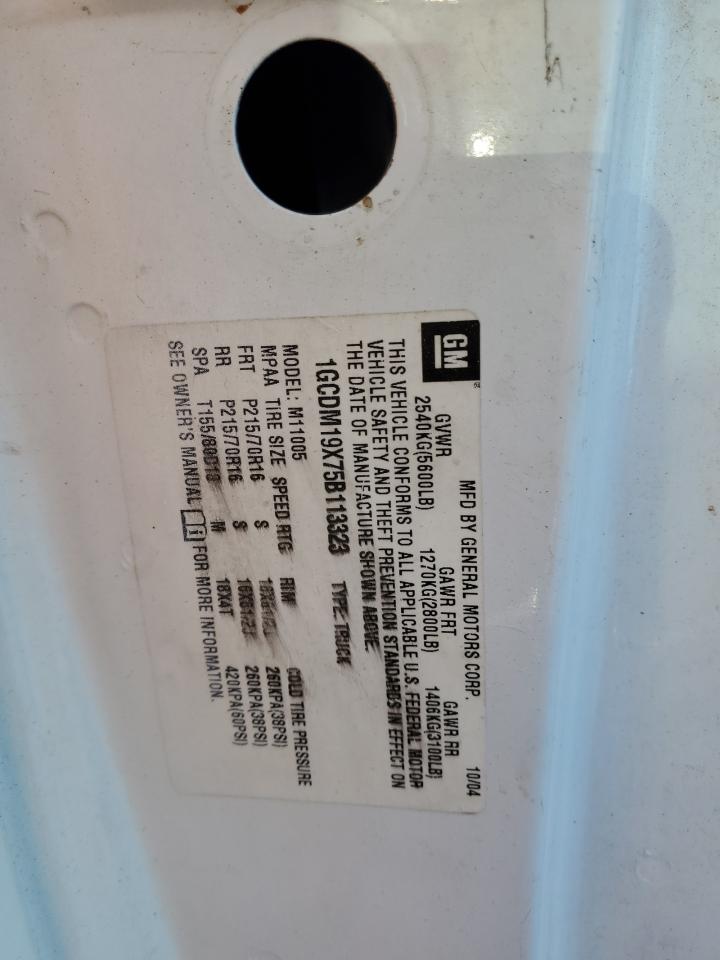 GM
MFD BY GENERAL MOTORS CORP. 10/04
GVWR GAWR FRT GAWR RR
2540KG(5600LB) 1270KG(2800LB) 1406KG(3100LB)
THIS VEHICLE CONFORMS TO ALL APPLICABLE U.S. FEDERAL MOTOR
VEHICLE SAFETY AND THEFT PREVENTION STANDARDS IN EFFECT ON
THE DATE OF MANUFACTURE SHOWN ABOVE.
1GCDM19X75B113323 TYPE: TRUCK
MODEL: M11005
MPAA TIRE SIZE SPEED RTG RIM COLD TIRE PRESSURE
FRT P215/70R16 S 260KPA(38PSI)
RR P215/70R16 S 260KPA(38PSI)
SPA T155/80D16 M 16X4T 420KPA(60PSI)
SEE OWNER'S MANUAL FOR MORE INFORMATION.